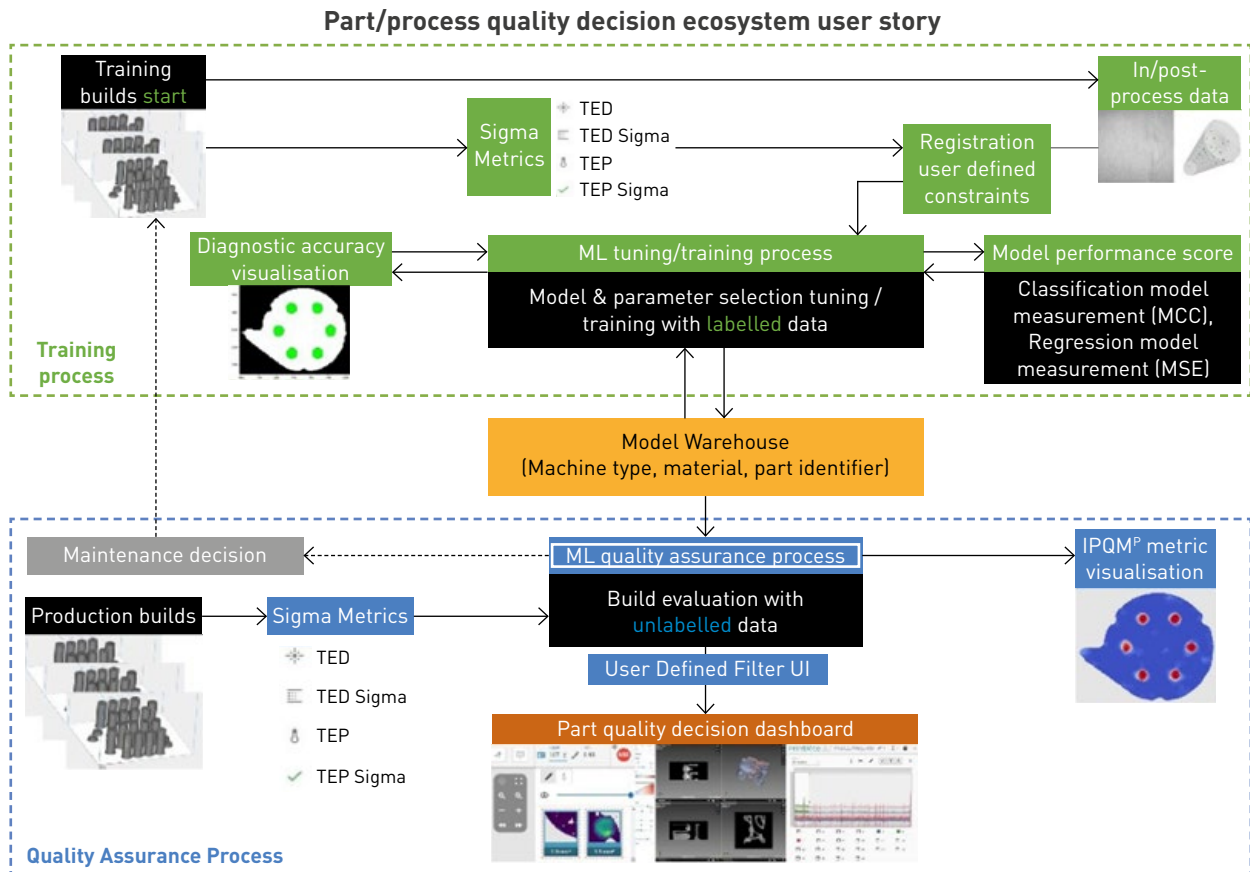 Part/process quality decision ecosystem user story
Training
builds start
In/post-
process data
Sigma
Metrics
TED
TED Sigma
TEP
TEP Sigma
Registration
user defined
constraints
Diagnostic accuracy
visualisation
ML tuning/training process
Model & parameter selection tuning /
training with labelled data
Model performance score
Classification model
measurement (MCC),
Regression model
measurement (MSE)
Training
process
Model Warehouse
(Machine type, material, part identifier)
Maintenance decision
ML quality assurance process
Build evaluation with
unlabelled data
IPQMᴾ metric
visualisation
Production builds
Sigma Metrics
TED
TED Sigma
TEP
TEP Sigma
User Defined Filter UI
Part quality decision dashboard
Quality Assurance Process